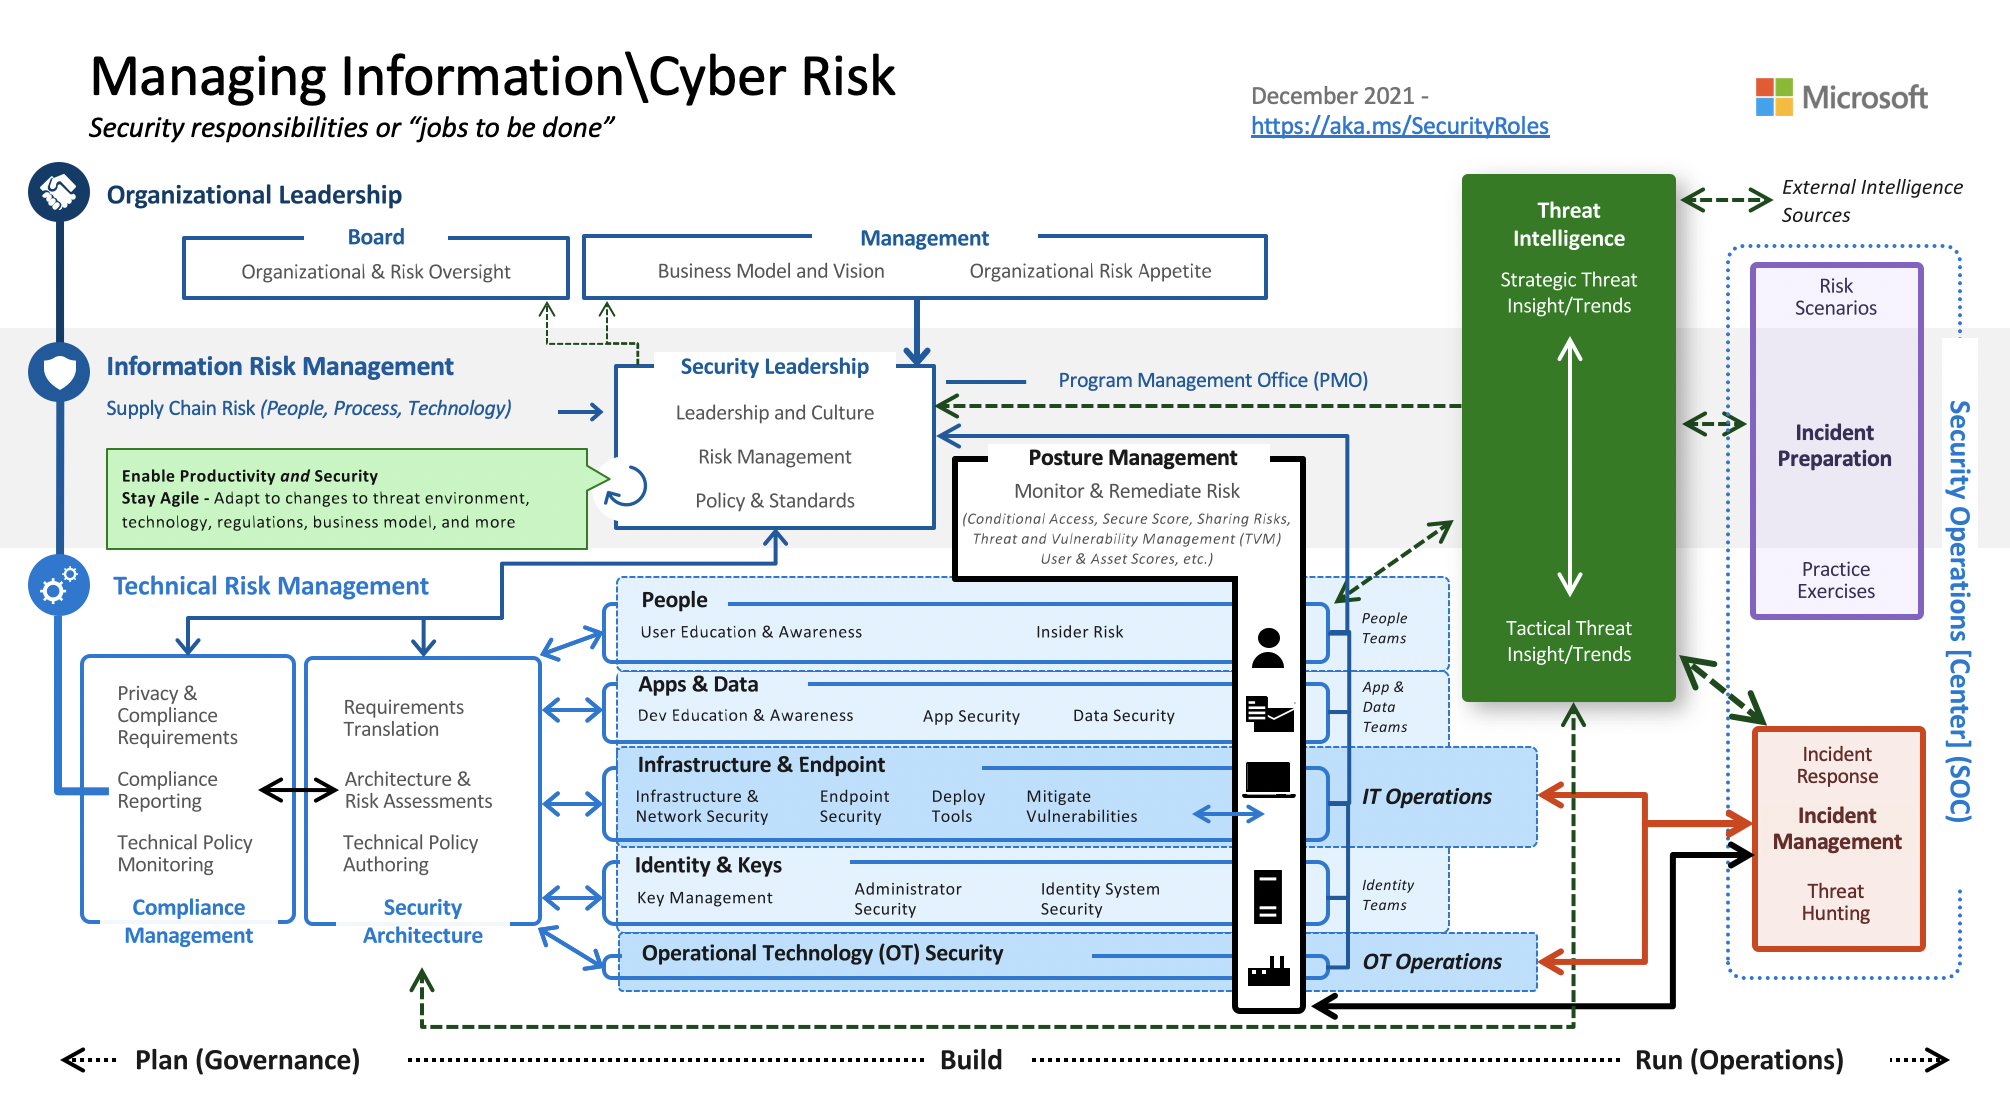 Managing Information\Cyber Risk
Security responsibilities or “jobs to be done”
December 2021 -
https://aka.ms/SecurityRoles
Microsoft
Organizational Leadership
Board
Organizational & Risk Oversight
Management
Business Model and Vision
Organizational Risk Appetite
Threat
Intelligence
Strategic Threat
Insight/Trends
Tactical Threat
Insight/Trends
External Intelligence
Sources
Information Risk Management
Supply Chain Risk (People, Process, Technology)
Enable Productivity and Security
Stay Agile - Adapt to changes to threat environment,
technology, regulations, business model, and more
Security Leadership
Leadership and Culture
Risk Management
Policy & Standards
Program Management Office (PMO)
Posture Management
Monitor & Remediate Risk
(Conditional Access, Secure Score, Sharing Risks,
Threat and Vulnerability Management (TVM)
User & Asset Scores, etc.)
Risk
Scenarios
Incident
Preparation
Practice
Exercises
Security Operations [Center] (SOC)
Technical Risk Management
Privacy &
Compliance
Requirements
Compliance
Reporting
Technical Policy
Monitoring
Compliance
Management
Requirements
Translation
Architecture &
Risk Assessments
Technical Policy
Authoring
Security
Architecture
People
User Education & Awareness
Insider Risk
People
Teams
Apps & Data
Dev Education & Awareness
App Security
Data Security
App &
Data
Teams
Infrastructure & Endpoint
Infrastructure &
Network Security
Endpoint
Security
Deploy
Tools
Mitigate
Vulnerabilities
IT Operations
Identity & Keys
Key Management
Administrator
Security
Identity System
Security
Identity
Teams
Operational Technology (OT) Security
OT Operations
Incident
Response
Incident
Management
Threat
Hunting
Plan (Governance)
Build
Run (Operations)